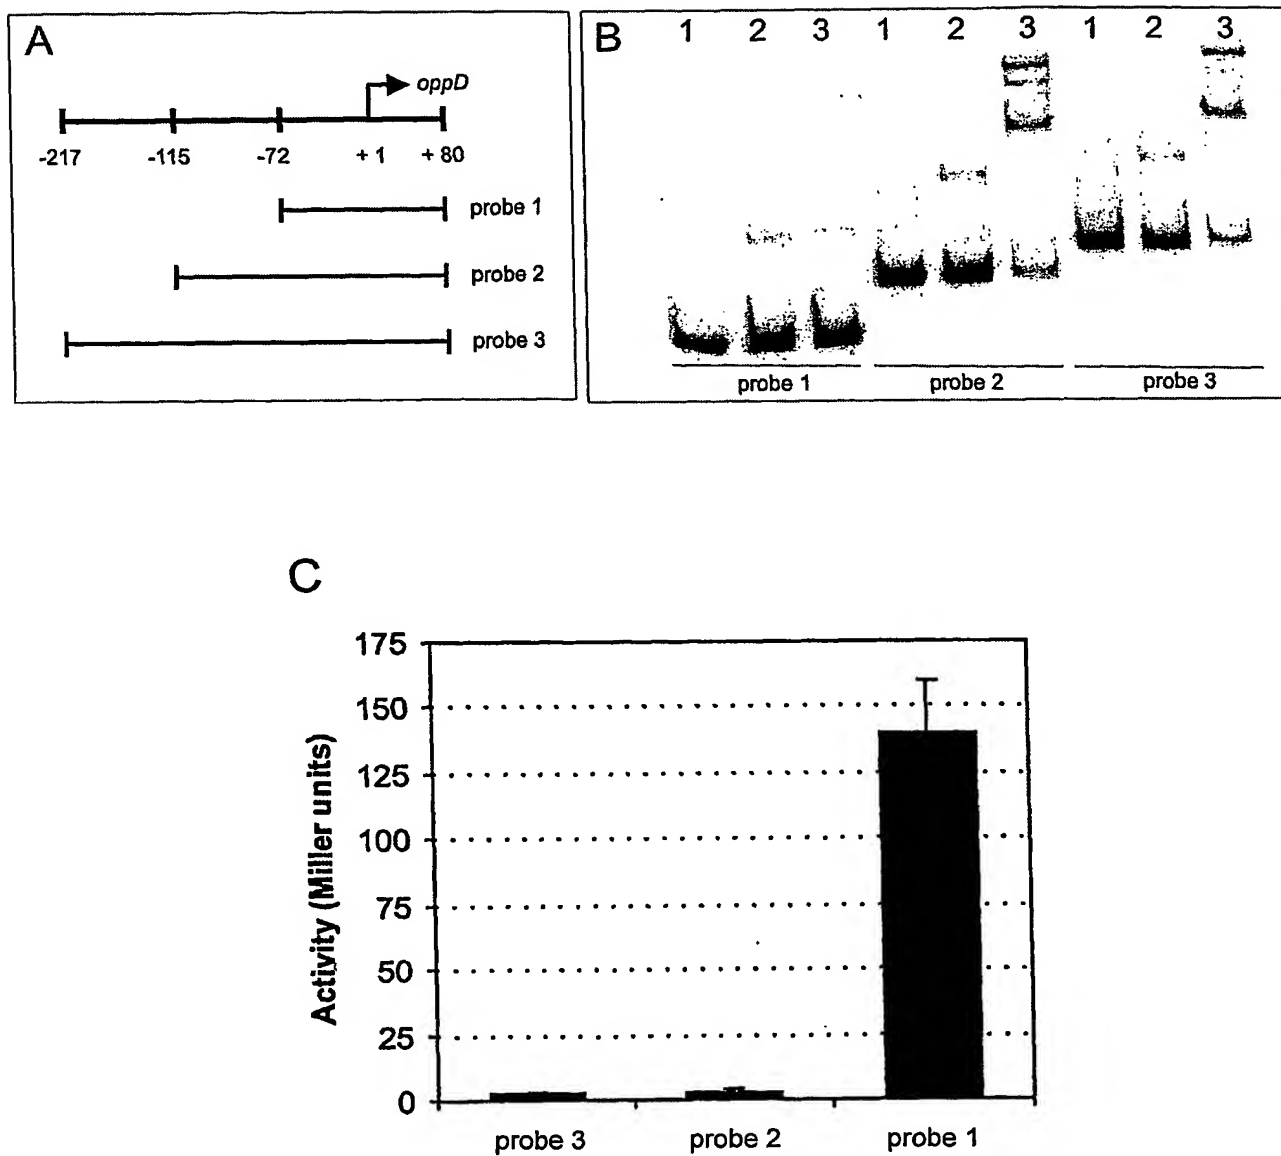 A
oppD
-217 -115 -72 + 1 + 80
probe 1
probe 2
probe 3
B
1 2 3 1 2 3 1 2 3
probe 1 probe 2 probe 3
C
Activity (Miller units)
175
150
125
100
75
50
25
0
probe 3 probe 2 probe 1